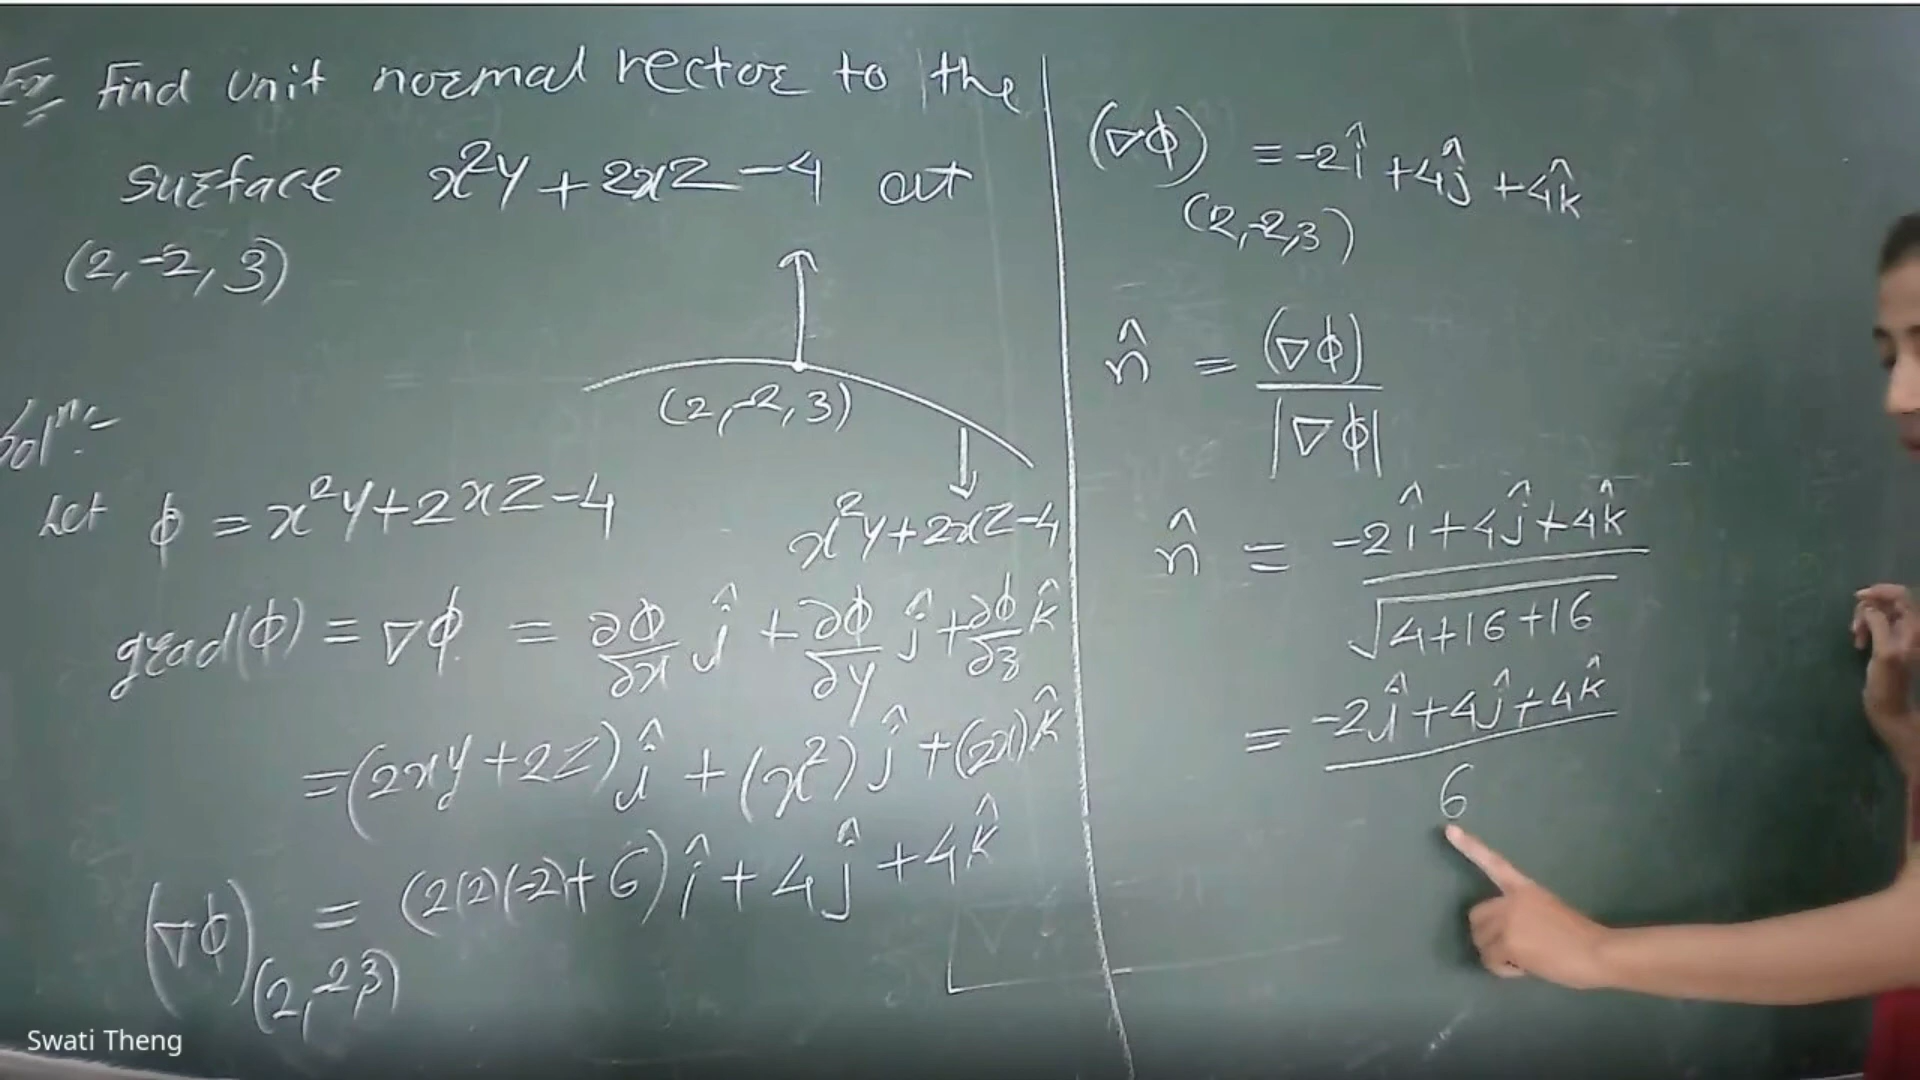 Ex Find unit normal vector to the
surface x²y + 2xz - 4 at
(2, -2, 3)
(2, -2, 3)
x²y + 2xz - 4
Solⁿ:-
Let ϕ = x²y + 2xz - 4
grad(ϕ) = ∇ϕ = ∂ϕ/∂x î + ∂ϕ/∂y ĵ + ∂ϕ/∂z k̂
= (2xy + 2z) î + (x²) ĵ + (2x) k̂
(∇ϕ)(2, -2, 3) = (2(2)(-2) + 6) î + 4ĵ + 4k̂
(∇ϕ)(2, -2, 3) = -2î + 4ĵ + 4k̂
n̂ = (∇ϕ) / |∇ϕ|
n̂ = (-2î + 4ĵ + 4k̂) / √(4 + 16 + 16)
= (-2î + 4ĵ + 4k̂) / 6
Swati Theng